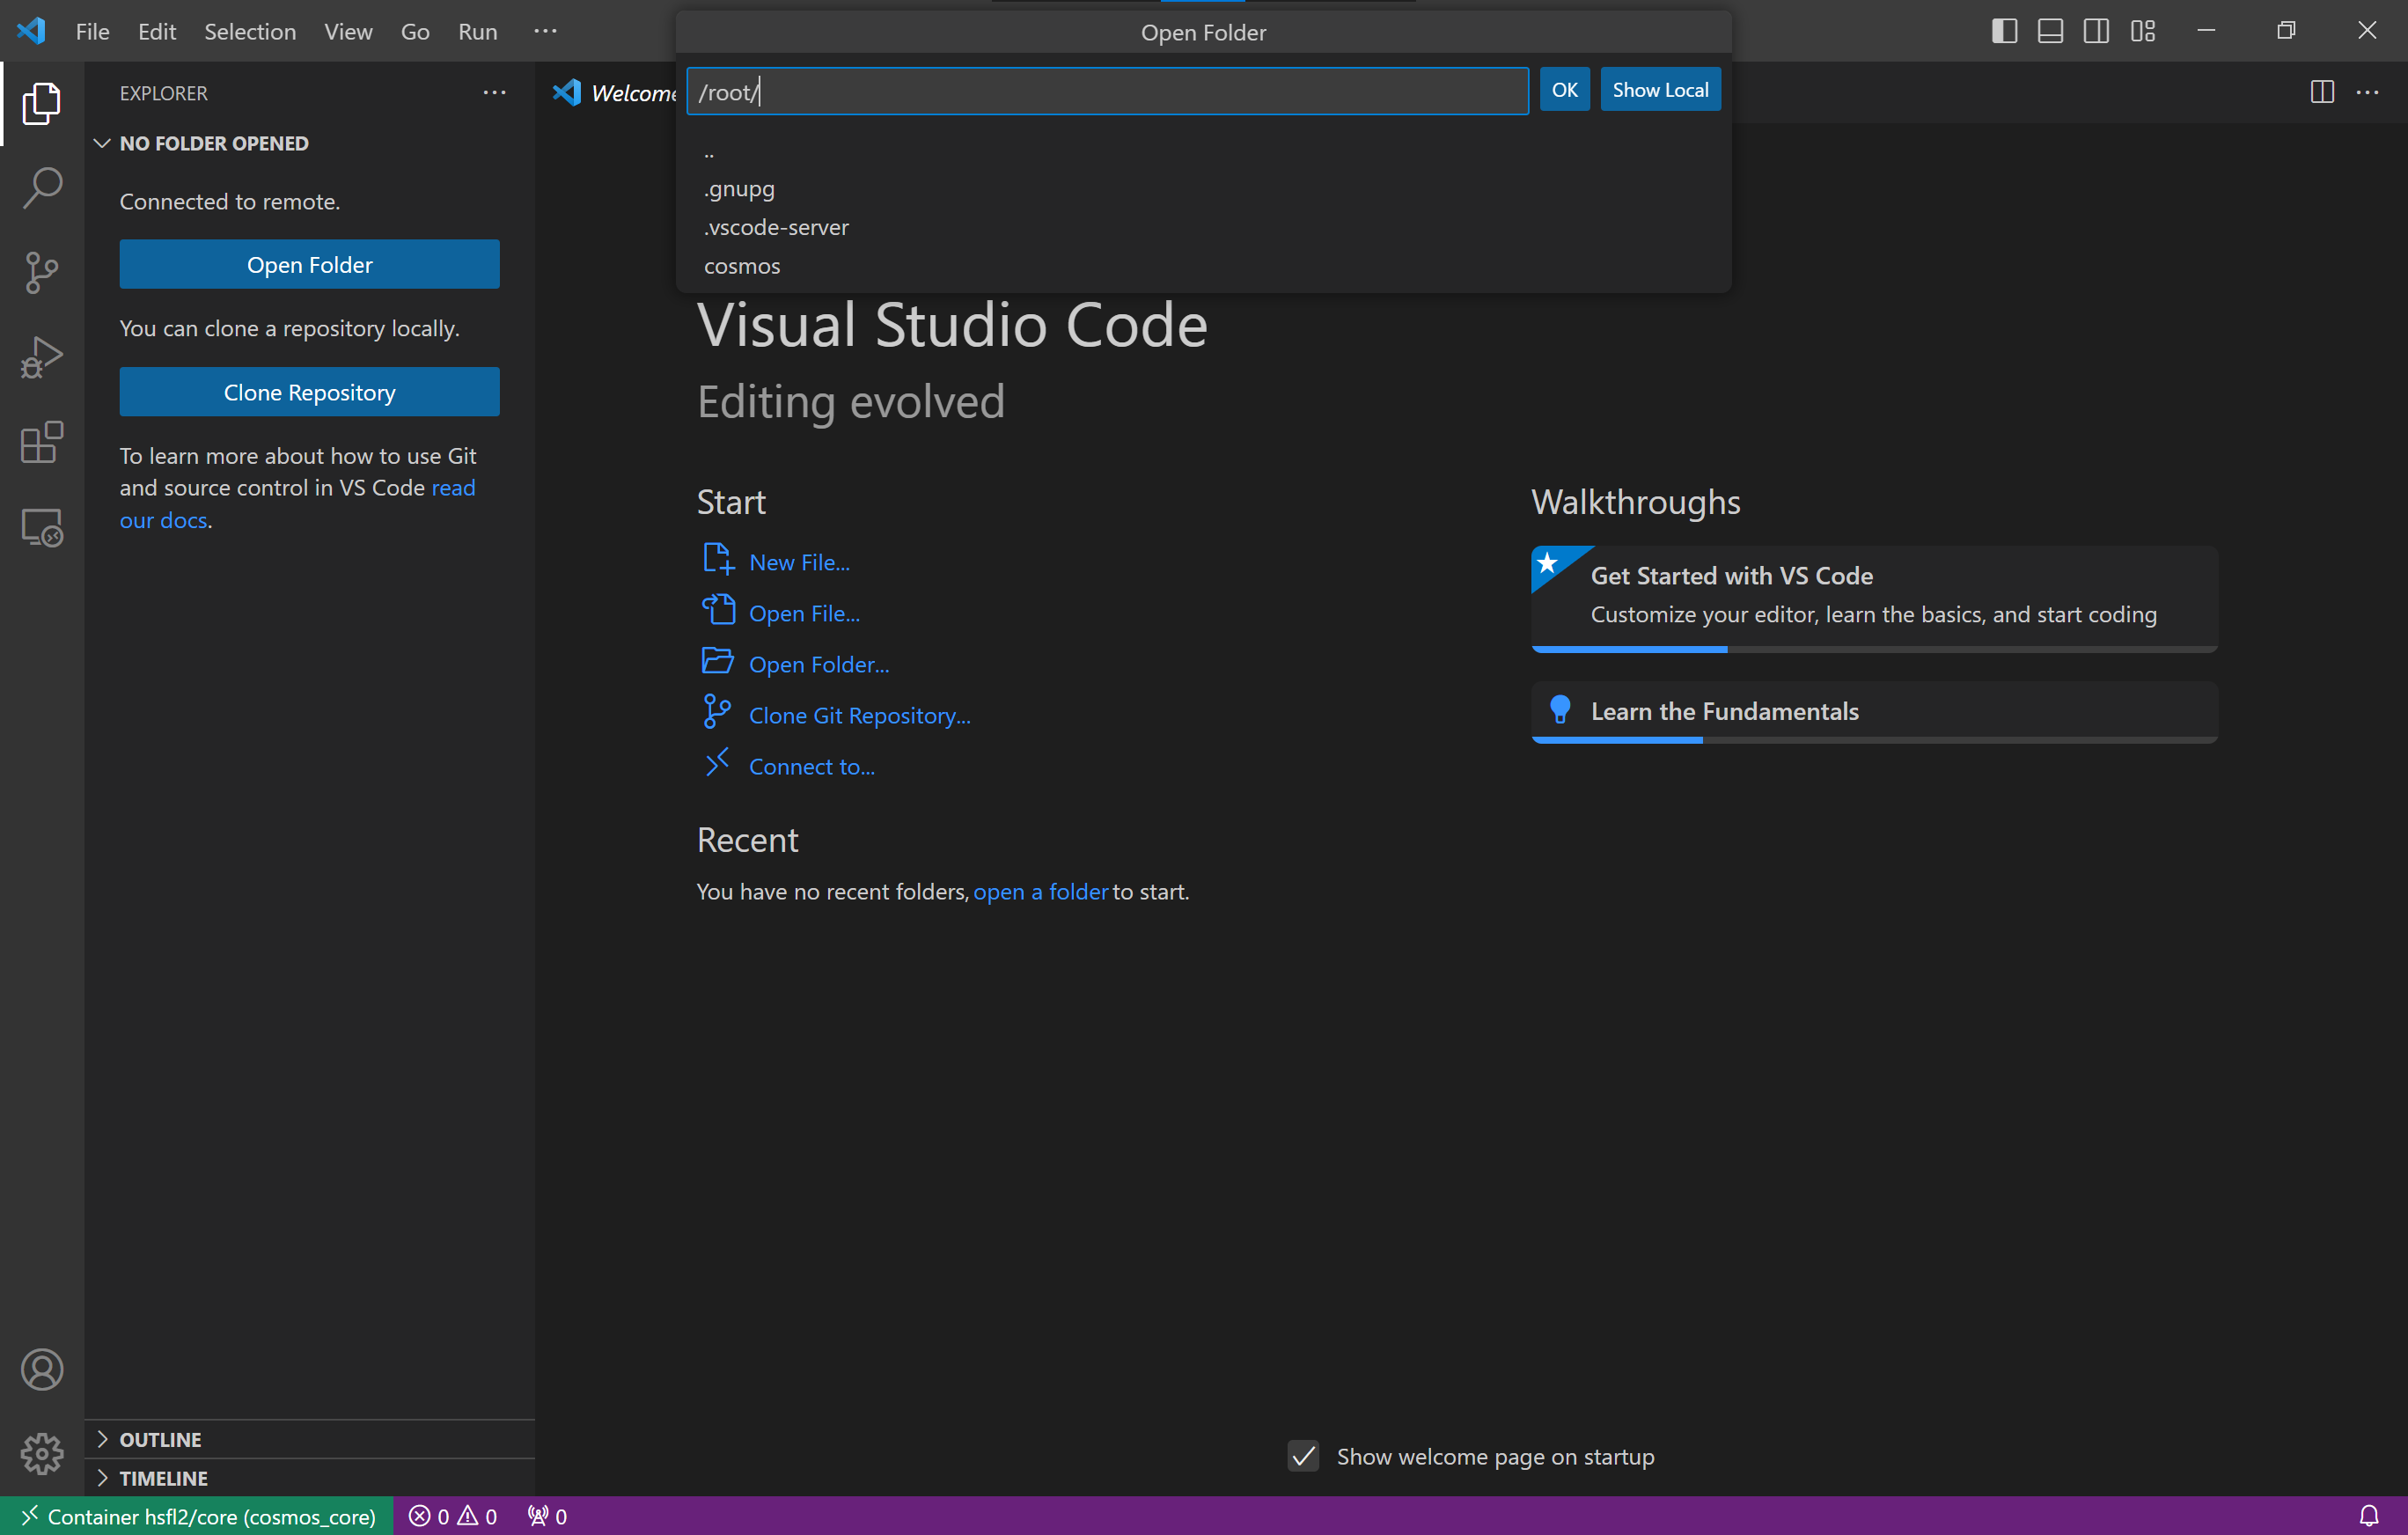 File Edit Selection View Go Run ···
Open Folder
/root/
OK
Show Local
..
.gnupg
.vscode-server
cosmos
EXPLORER
NO FOLDER OPENED
Connected to remote.
Open Folder
You can clone a repository locally.
Clone Repository
To learn more about how to use Git
and source control in VS Code read
our docs.
OUTLINE
TIMELINE
Welcome
Visual Studio Code
Editing evolved
Start
New File...
Open File...
Open Folder...
Clone Git Repository...
Connect to...
Recent
You have no recent folders, open a folder to start.
Walkthroughs
Get Started with VS Code
Customize your editor, learn the basics, and start coding
Learn the Fundamentals
Show welcome page on startup
Container hsfl2/core (cosmos_core) 0 0 0